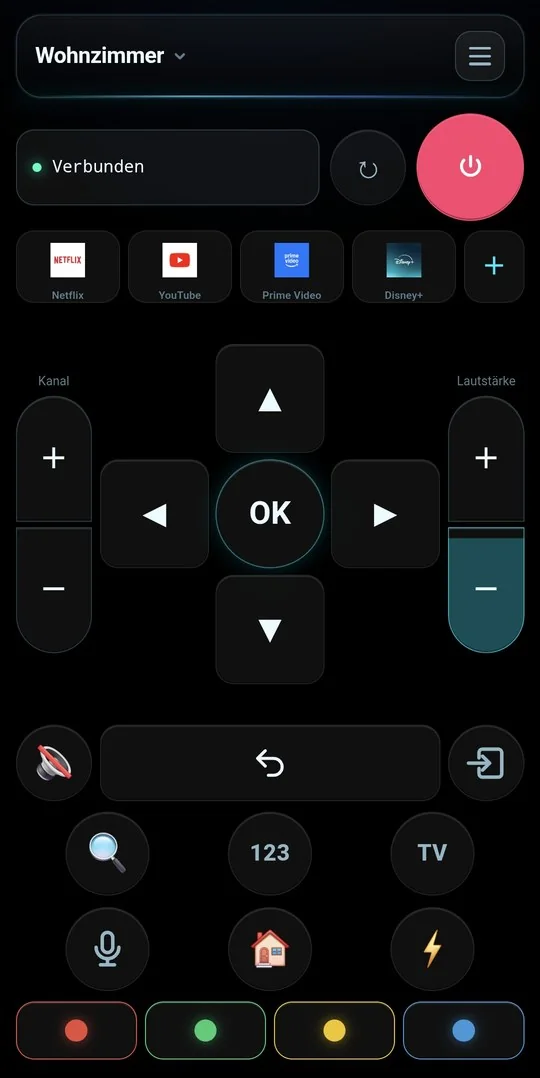 Wohnzimmer
Verbunden
NETFLIX
prime video
Disney+
Netflix
YouTube
Prime Video
Disney+
Kanal
Lautstärke
+
+
+
OK
−
−
123
TV